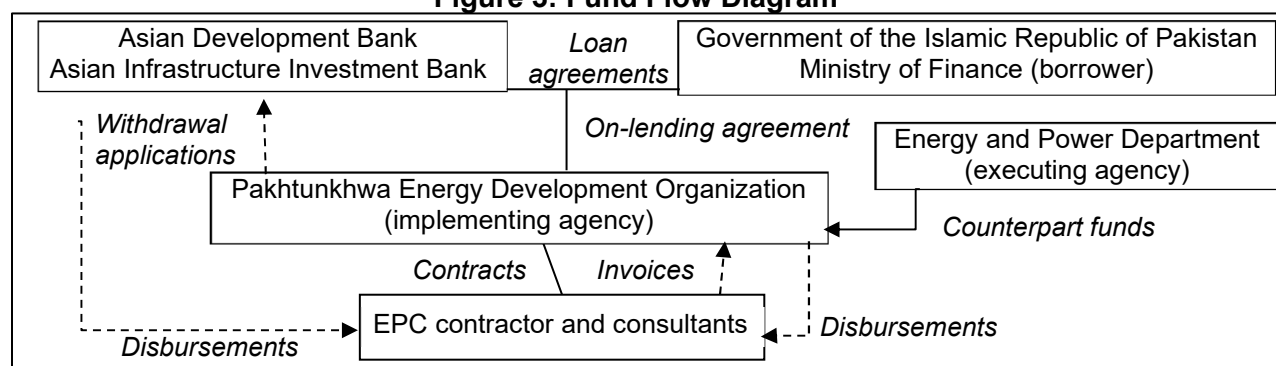 Figure Fund Flow Diagram
Asian Development Bank
Asian Infrastructure Investment Bank
Loan
agreements
Government of the Islamic Republic of Pakistan
Ministry of Finance (borrower)
Withdrawal
applications
On-lending agreement
Energy and Power Department
(executing agency)
Pakhtunkhwa Energy Development Organization
(implementing agency)
Counterpart funds
Contracts
Invoices
EPC contractor and consultants
Disbursements
Disbursements